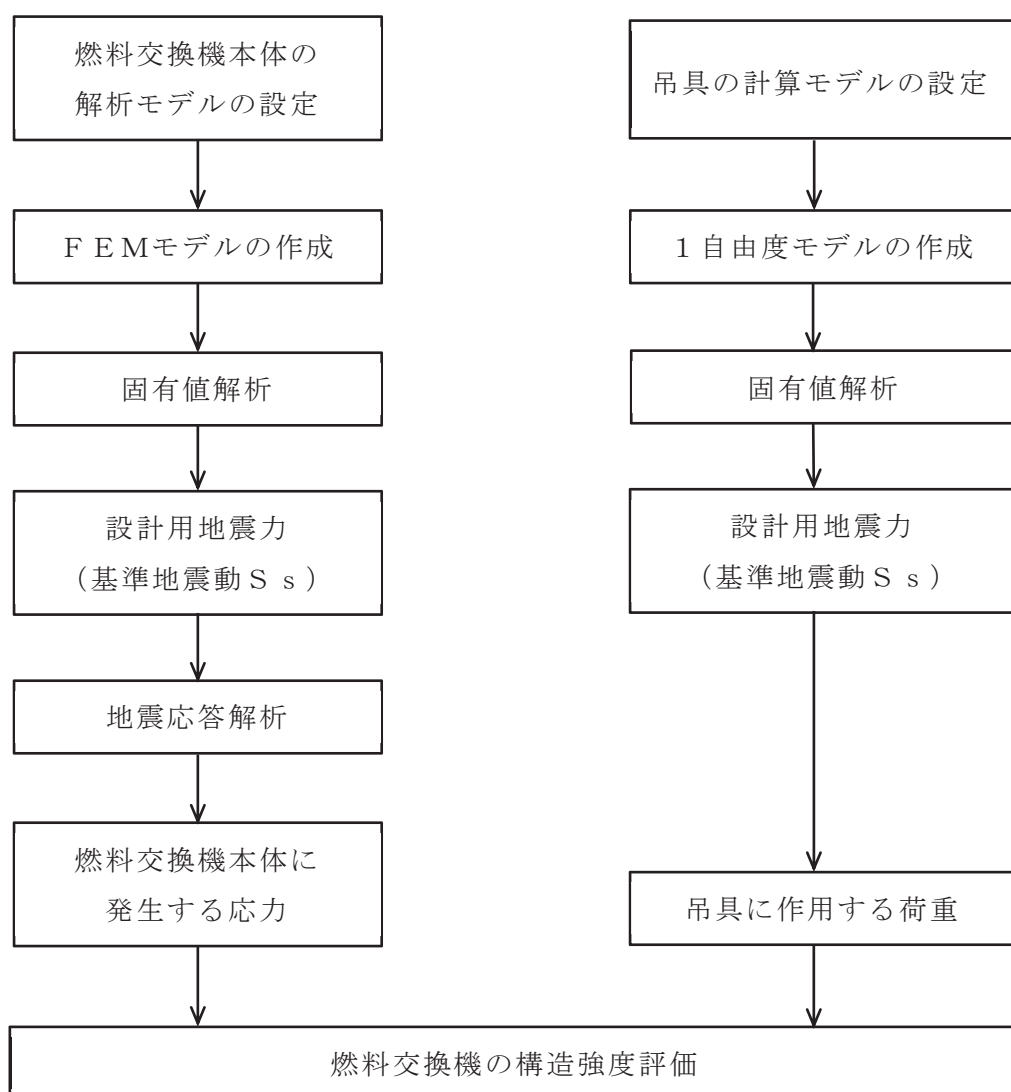 燃料交換機本体の
解析モデルの設定
ＦＥＭモデルの作成
固有値解析
設計用地震力
（基準地震動Ｓｓ）
地震応答解析
燃料交換機本体に
発生する応力
吊具の計算モデルの設定
１自由度モデルの作成
固有値解析
設計用地震力
（基準地震動Ｓｓ）
吊具に作用する荷重
燃料交換機の構造強度評価